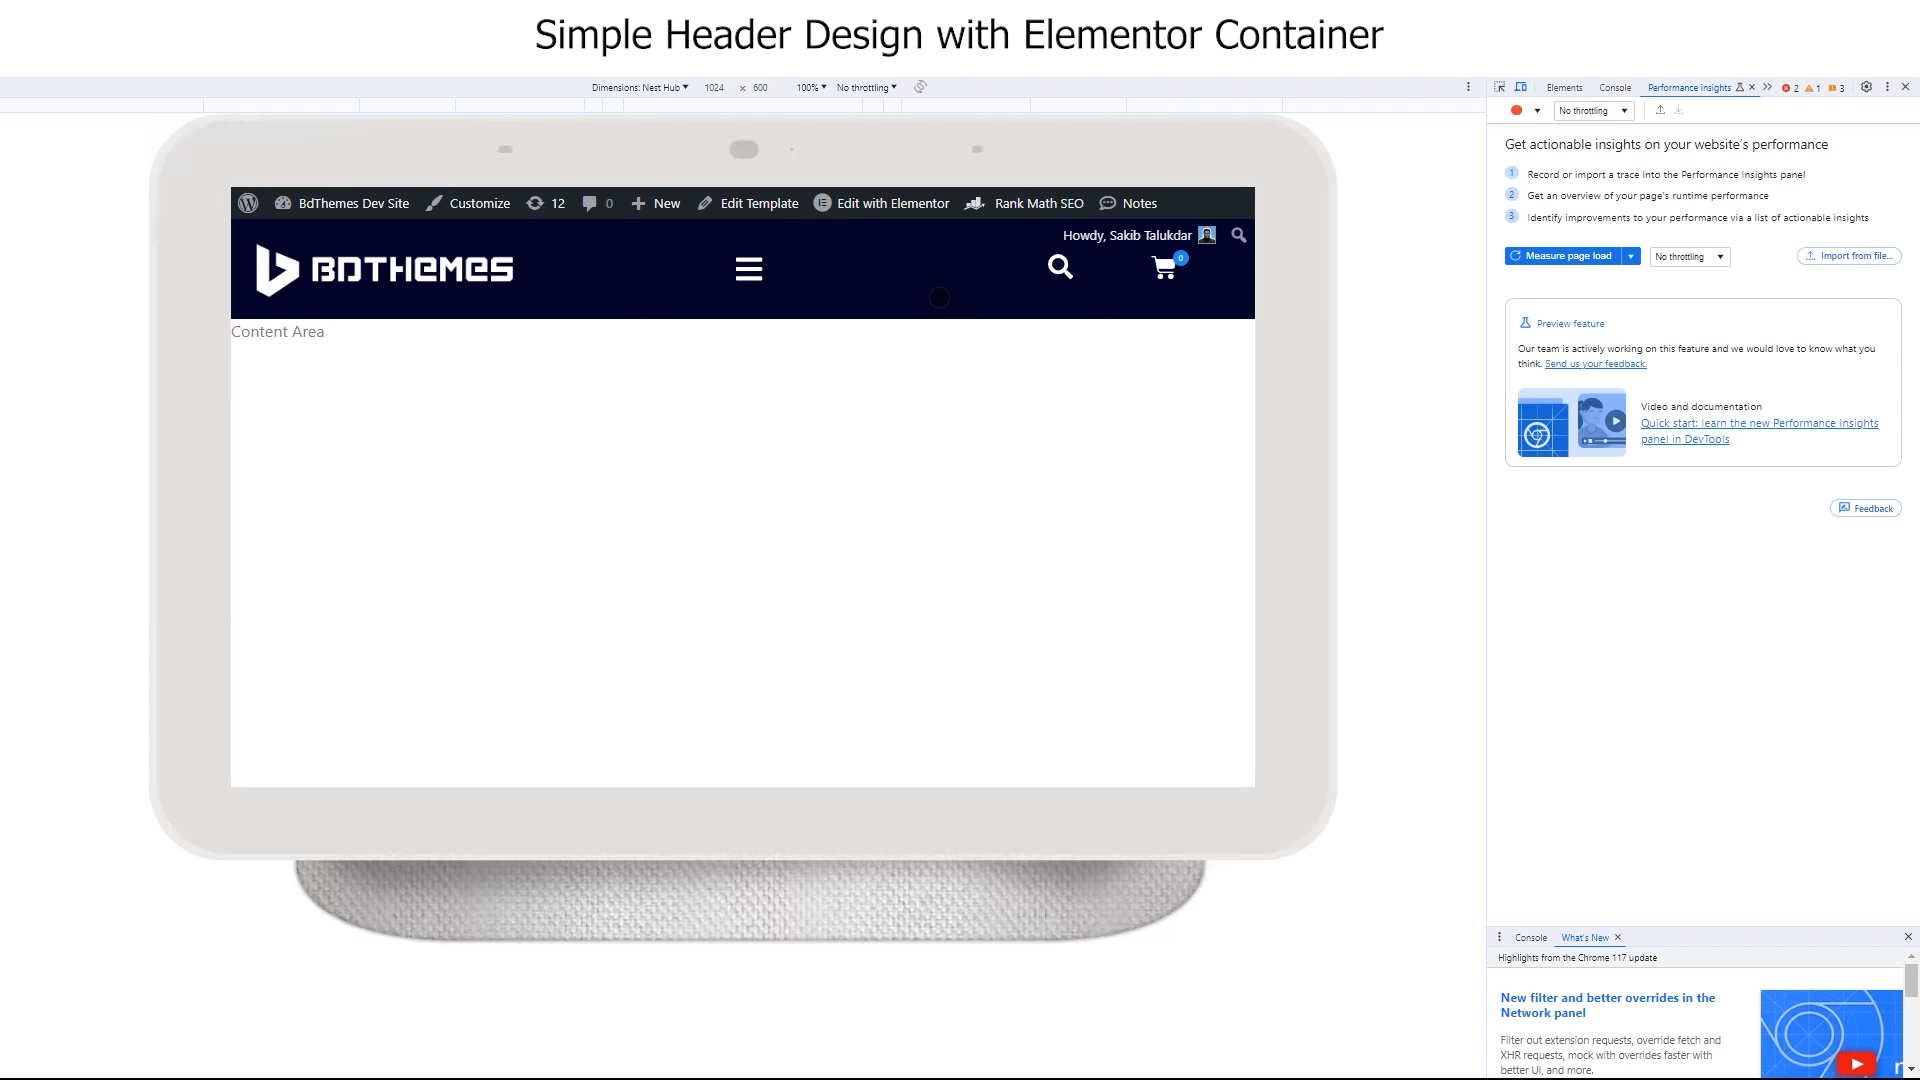 Simple Header Design with Elementor Container
Dimensions: Nest Hub 1024 × 600 100% No throttling
Elements Console Performance insights 2 1 3
No throttling
Get actionable insights on your website's performance
1 Record or import a trace into the Performance Insights panel
2 Get an overview of your page's runtime performance
3 Identify improvements to your performance via a list of actionable insights
Measure page load No throttling Import from file...
Preview feature
Our team is actively working on this feature and we would love to know what you
think. Send us your feedback.
Video and documentation
Quick start: learn the new Performance Insights
panel in DevTools
Feedback
BdThemes Dev Site Customize 12 0 New Edit Template Edit with Elementor Rank Math SEO Notes
Howdy, Sakib Talukdar
BDTHEMES
0
Content Area
Console What's New
Highlights from the Chrome 117 update
New filter and better overrides in the
Network panel
Filter out extension requests, override fetch and
XHR requests, mock with overrides faster with
better UI, and more.